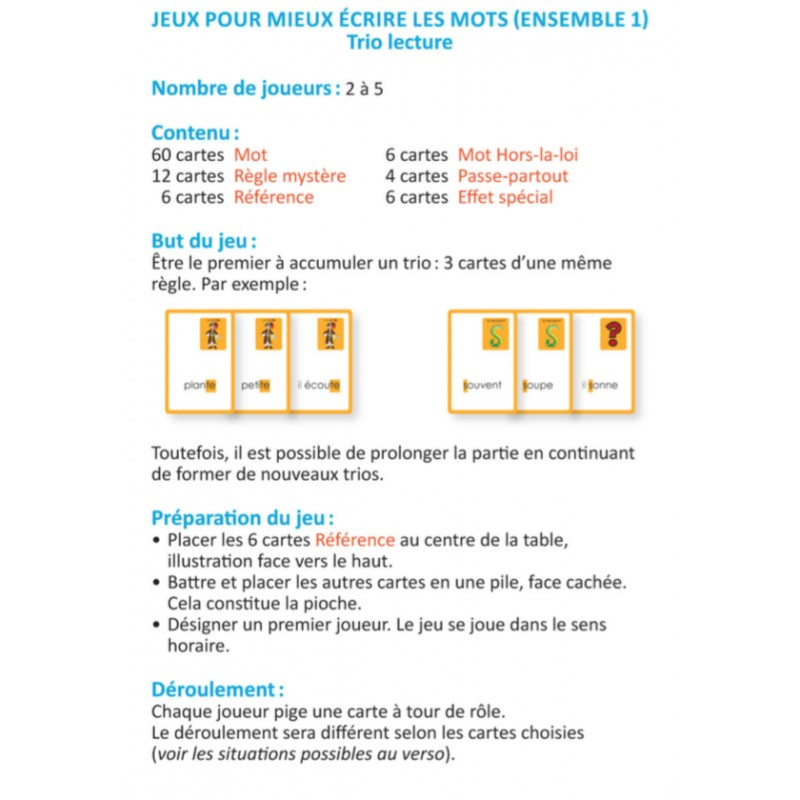 JEUX POUR MIEUX ÉCRIRE LES MOTS (ENSEMBLE 1)
Trio lecture
Nombre de joueurs : 2 à 5
Contenu :
60 cartes Mot
12 cartes Règle mystère
6 cartes Référence
6 cartes Mot Hors-la-loi
4 cartes Passe-partout
6 cartes Effet spécial
But du jeu :
Être le premier à accumuler un trio : 3 cartes d’une même
règle. Par exemple :
plante petite il écoute
souvent soupe il sonne
Toutefois, il est possible de prolonger la partie en continuant
de former de nouveaux trios.
Préparation du jeu :
• Placer les 6 cartes Référence au centre de la table,
illustration face vers le haut.
• Battre et placer les autres cartes en une pile, face cachée.
Cela constitue la pioche.
• Désigner un premier joueur. Le jeu se joue dans le sens
horaire.
Déroulement :
Chaque joueur pige une carte à tour de rôle.
Le déroulement sera différent selon les cartes choisies
(voir les situations possibles au verso).